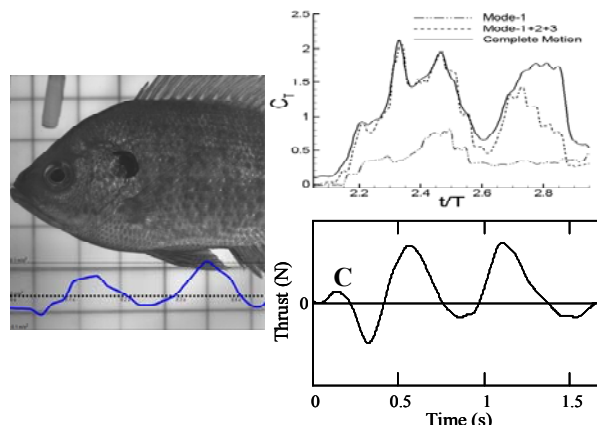 2.5
Mode-1
Mode-1+2+3
Complete Motion
2
1.5
C_T
1
0.5
0
2.2 2.4 2.6 2.8
t/T
C
Thrust (N)
0
0 0.5 1 1.5
Time (s)